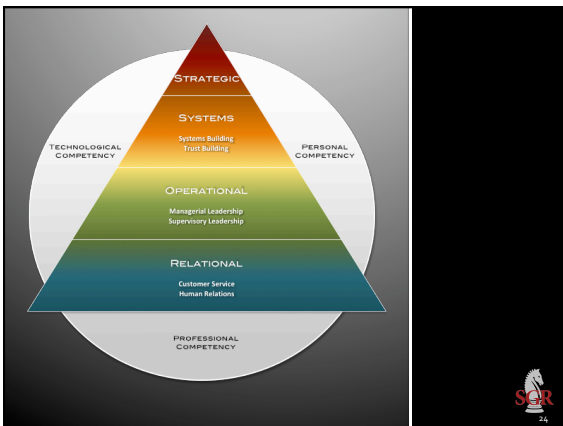 STRATEGIC
SYSTEMS
Systems Building
Trust Building
TECHNOLOGICAL
COMPETENCY
PERSONAL
COMPETENCY
OPERATIONAL
Managerial Leadership
Supervisory Leadership
RELATIONAL
Customer Service
Human Relations
PROFESSIONAL
COMPETENCY
SGR
24